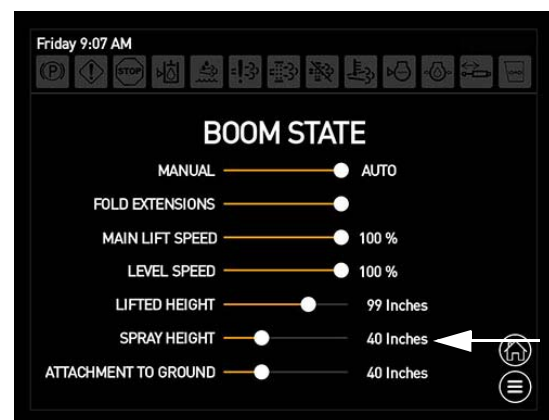 Friday 9:07 AM
(P) STOP
BOOM STATE
MANUAL AUTO
FOLD EXTENSIONS
MAIN LIFT SPEED 100 %
LEVEL SPEED 100 %
LIFTED HEIGHT 99 Inches
SPRAY HEIGHT 40 Inches
ATTACHMENT TO GROUND 40 Inches